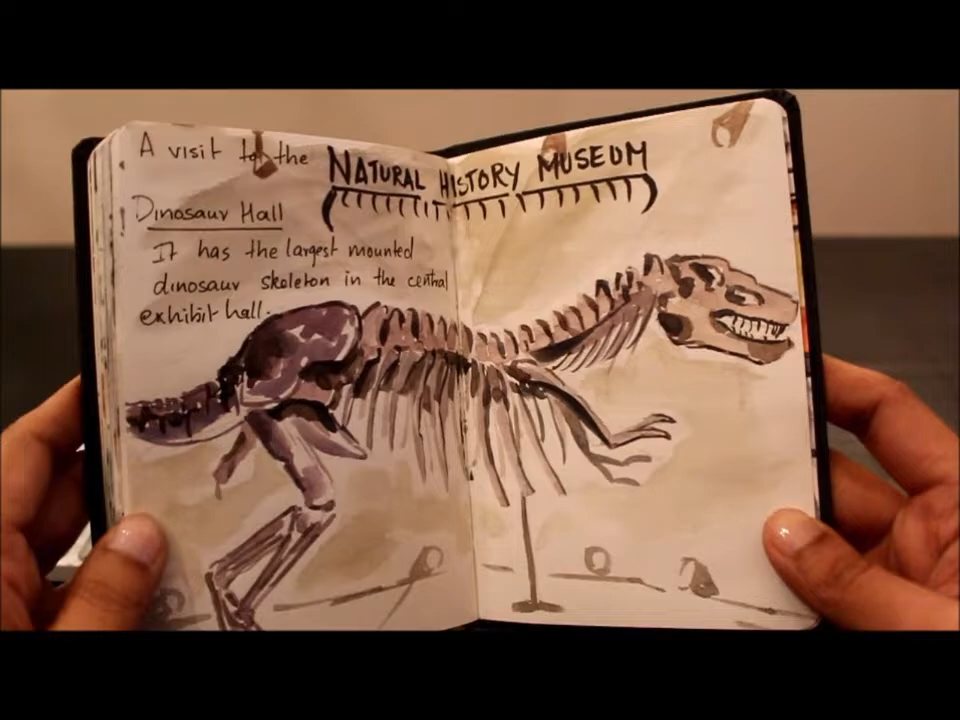 A visit to the
NATURAL HISTORY MUSEUM
Dinosaur Hall
It has the largest mounted
dinosaur skeleton in the central
exhibit hall.